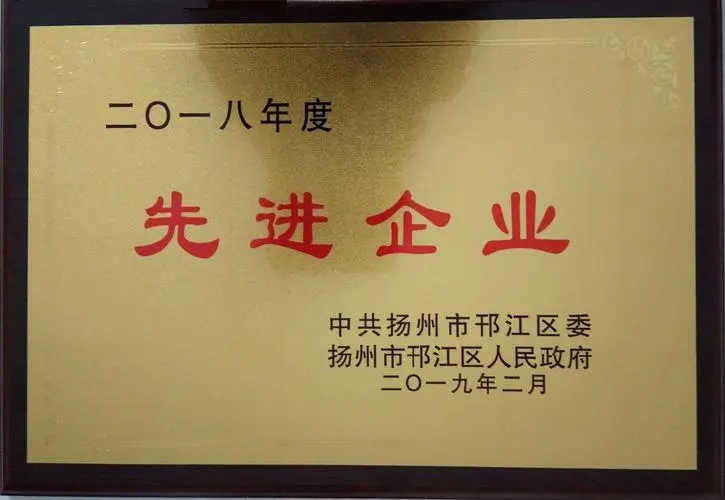 二〇一八年度
先进企业
中共扬州市邗江区委
扬州市邗江区人民政府
二〇一九年二月